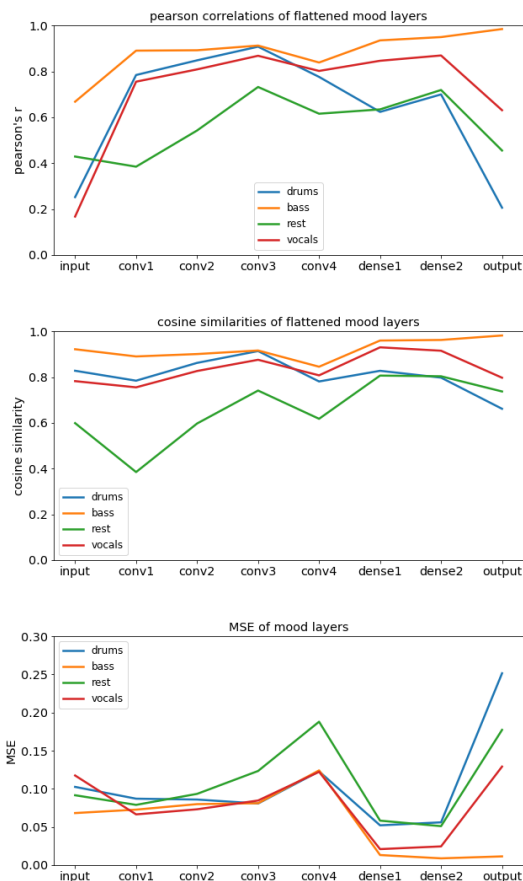 pearson correlations of flattened mood layers
1.0
0.8
0.6
0.4
0.2
0.0
pearson's r
drums
bass
rest
vocals
input conv1 conv2 conv3 conv4 dense1 dense2 output
cosine similarities of flattened mood layers
1.0
0.8
0.6
0.4
0.2
0.0
cosine similarity
drums
bass
rest
vocals
input conv1 conv2 conv3 conv4 dense1 dense2 output
MSE of mood layers
0.30
0.25
0.20
0.15
0.10
0.05
0.00
MSE
drums
bass
rest
vocals
input conv1 conv2 conv3 conv4 dense1 dense2 output